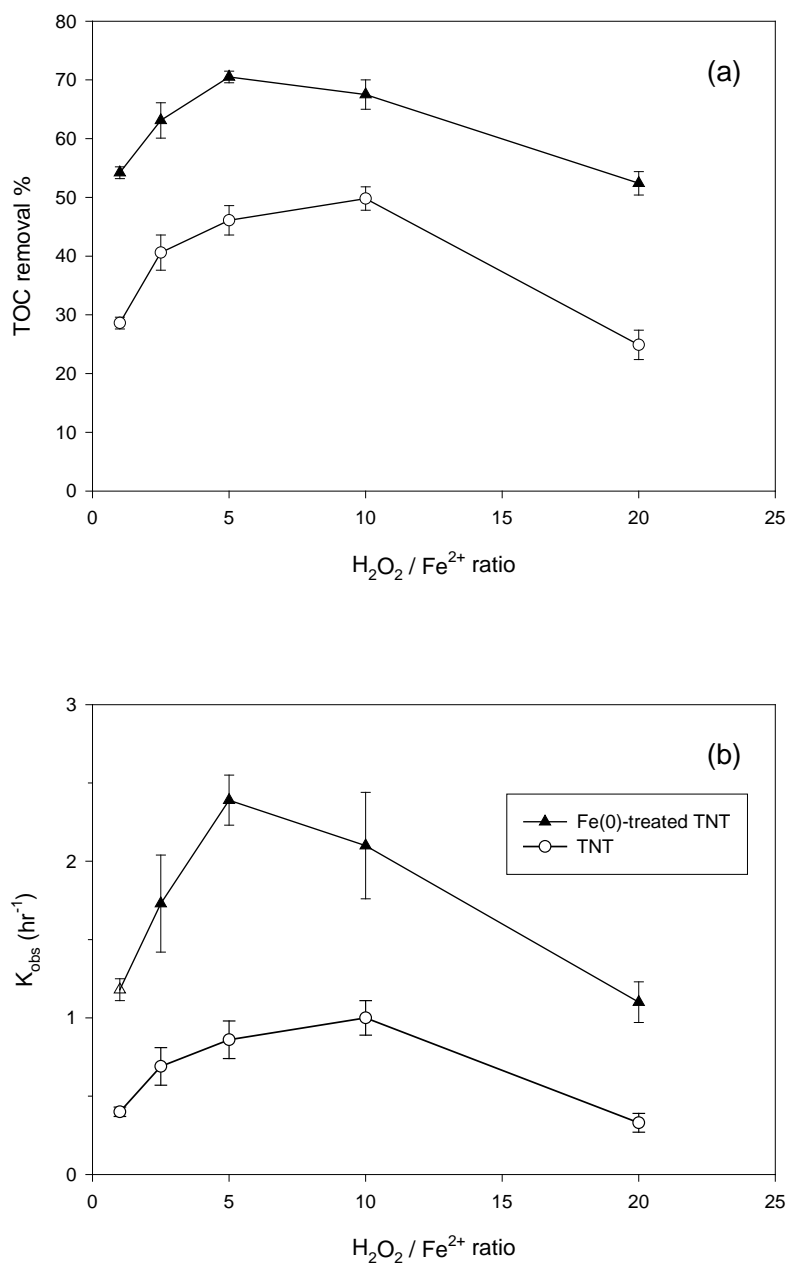 80
70
60
50
40
30
20
10
0
TOC removal %
(a)
0 5 10 15 20 25
H₂O₂ / Fe²⁺ ratio
3
2
1
0
K_obs (hr⁻¹)
(b)
Fe(0)-treated TNT
TNT
0 5 10 15 20 25
H₂O₂ / Fe²⁺ ratio